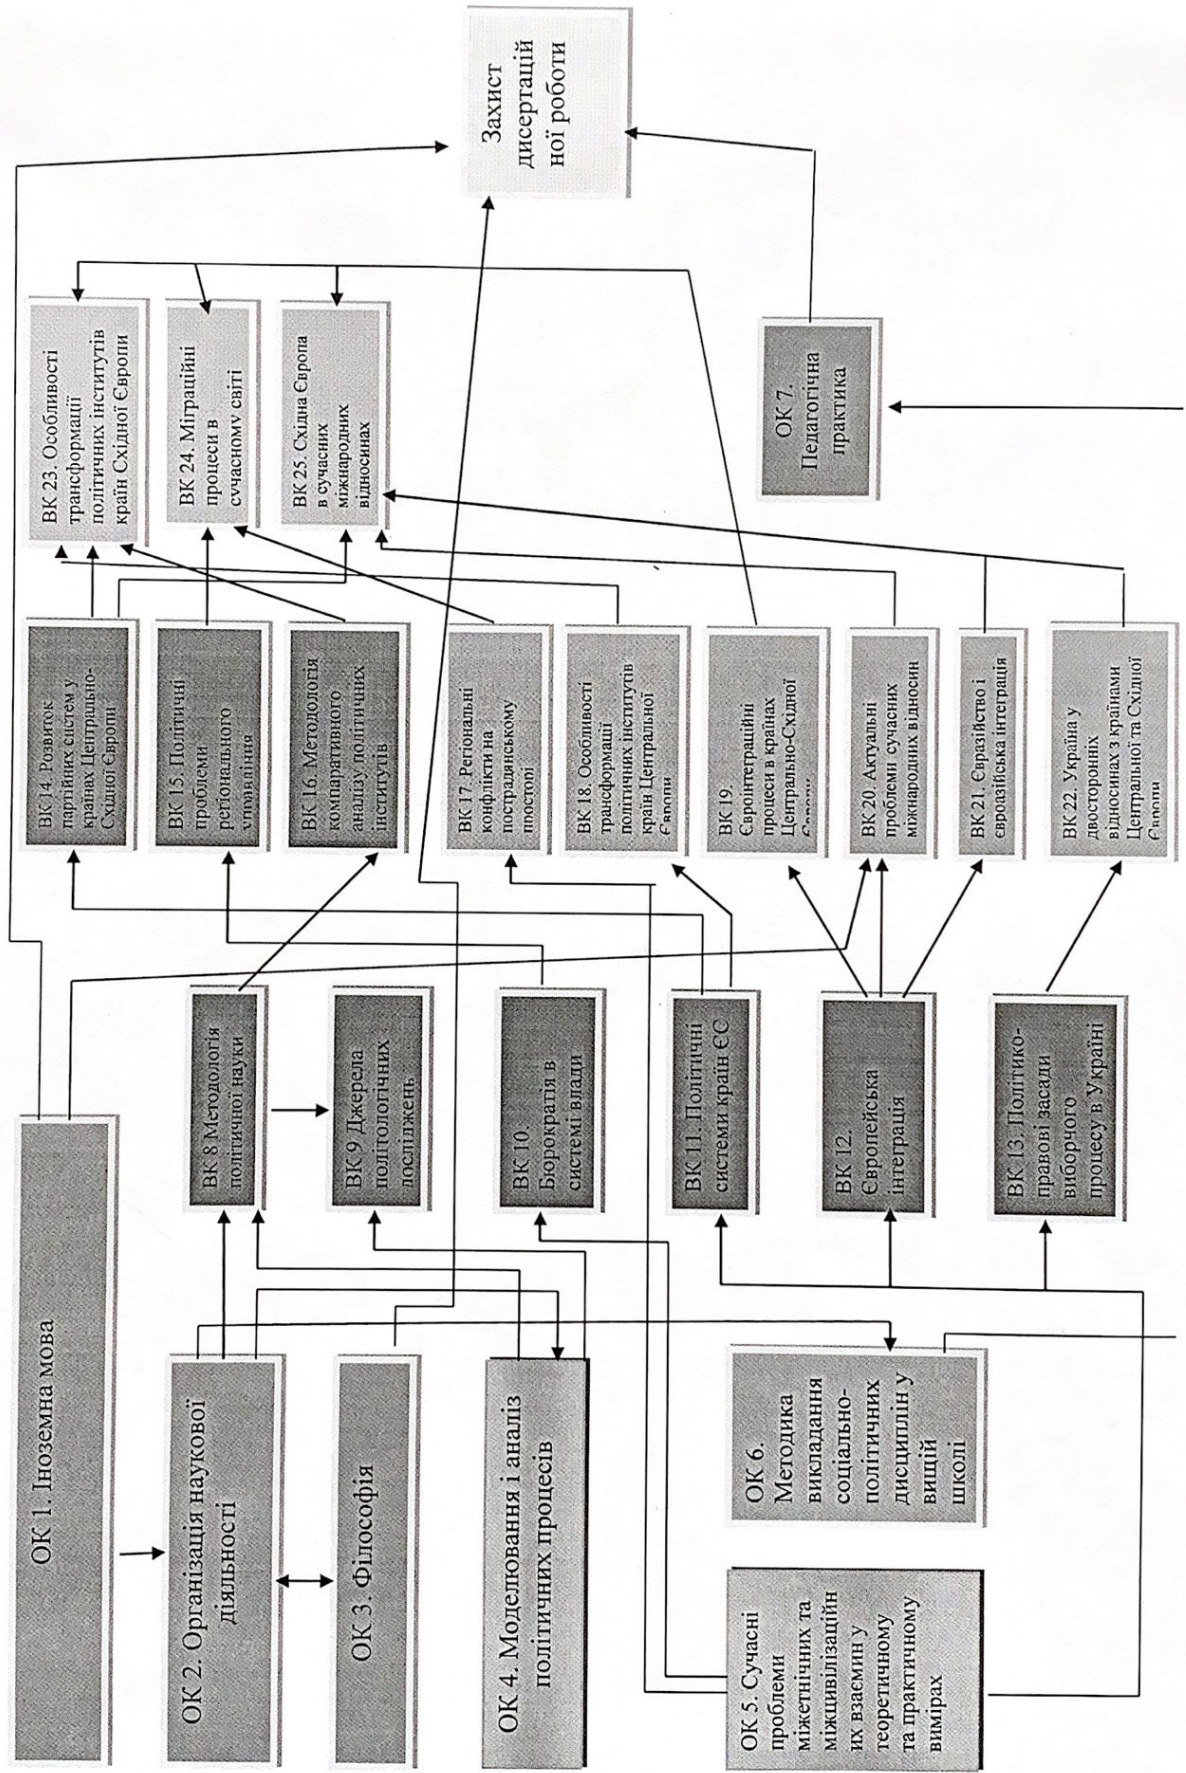 ОК 1. Іноземна мова
ОК 2. Організація наукової
діяльності
ОК 3. Філософія
ОК 4. Моделювання і аналіз
політичних процесів
ОК 5. Сучасні
проблеми
міжетнічних та
міжцивілізаційн
их взаємин у
теоретичному
та практичному
вимірах
ОК 6.
Методика
викладання
соціально-
політичних
дисциплін у
вищій
школі
ВК 8 Методологія
політичної науки
ВК 9 Джерела
політологічних
досліджень
ВК 10.
Бюрократія в
системі влади
ВК 11. Політичні
системи країн ЄС
ВК 12.
Європейська
інтеграція
ВК 13. Політико-
правові засади
виборчого
процесу в Україні
ВК 14. Розвиток
партійних систем у
країнах Центрально-
Східної Європи
ВК 15. Політичні
проблеми
регіонального
управління
ВК 16. Методологія
компаративного
аналізу політичних
інститутів
ВК 17. Регіональні
конфлікти на
пострадянському
просторі
ВК 18. Особливості
трансформації
політичних інститутів
країн Центральної
Європи
ВК 19.
Євроінтеграційні
процеси в країнах
Центрально-Східної
Європи
ВК 20. Актуальні
проблеми сучасних
міжнародних відносин
ВК 21. Євразійство і
євроазійська інтеграція
ВК 22. Україна у
двосторонніх
відносинах з країнами
Центральної та Східної
Європи
ВК 23. Особливості
трансформації
політичних інститутів
країн Східної Європи
ВК 24. Міграційні
процеси в
сучасному світі
ВК 25. Східна Європа
в сучасних
міжнародних
відносинах
ОК 7.
Педагогічна
практика
Захист
дисертацій
ної роботи